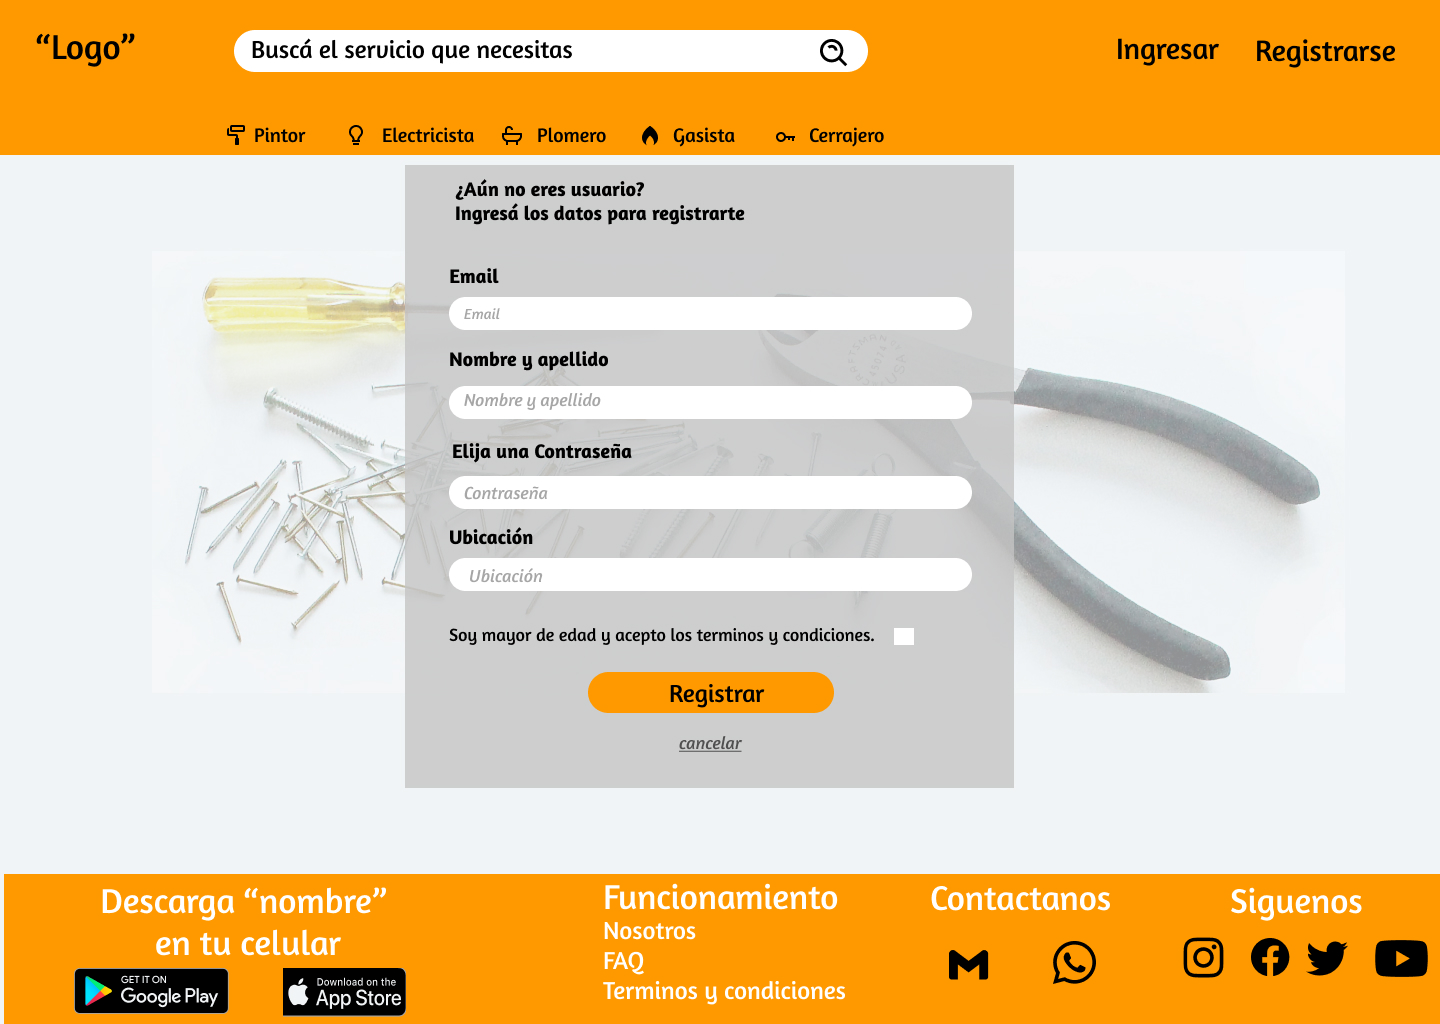 “Logo”
Buscá el servicio que necesitas
Ingresar
Registrarse
Pintor
Electricista
Plomero
Gasista
Cerrajero
¿Aún no eres usuario?
Ingresá los datos para registrarte
Email
Email
Nombre y apellido
Nombre y apellido
Elija una Contraseña
Contraseña
Ubicación
Ubicación
Soy mayor de edad y acepto los terminos y condiciones.
Registrar
cancelar
Descarga “nombre”
en tu celular
GET IT ON
Google Play
Download on the
App Store
Funcionamiento
Nosotros
FAQ
Terminos y condiciones
Contactanos
Siguenos